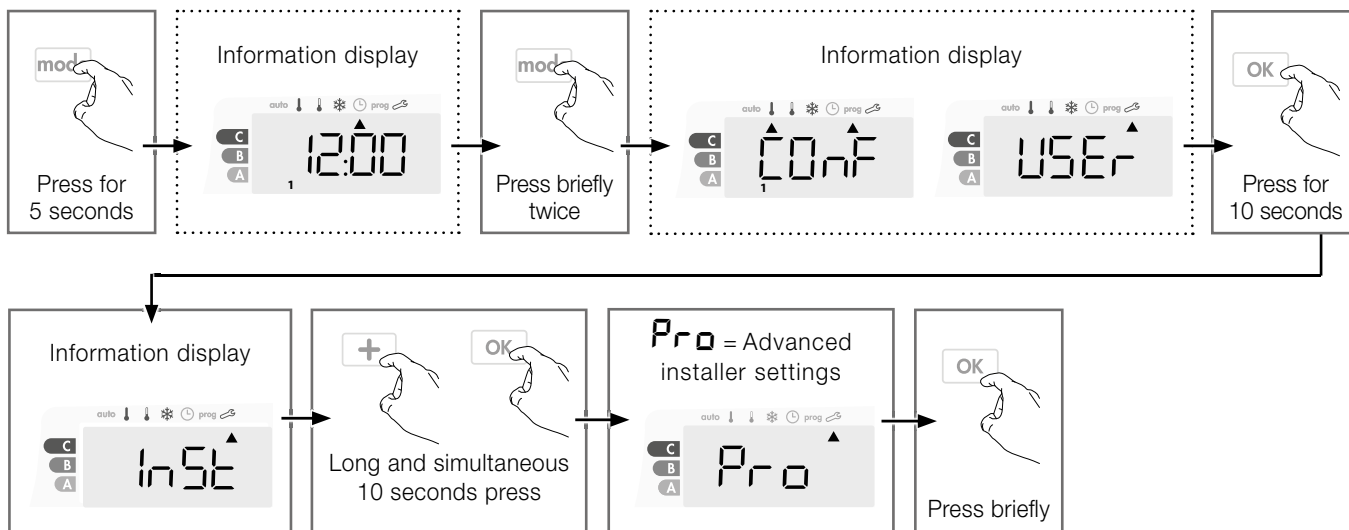 mod
Press for
5 seconds
Information display
auto prog
C
B
A
12:00
1
mod
Press briefly
twice
Information display
auto prog
C
B
A
COnF
1
auto prog
C
B
A
USEr
OK
Press for
10 seconds
Information display
auto prog
C
B
A
InSt
+
OK
Long and simultaneous
10 seconds press
Pro = Advanced
installer settings
auto prog
C
B
A
Pro
OK
Press briefly